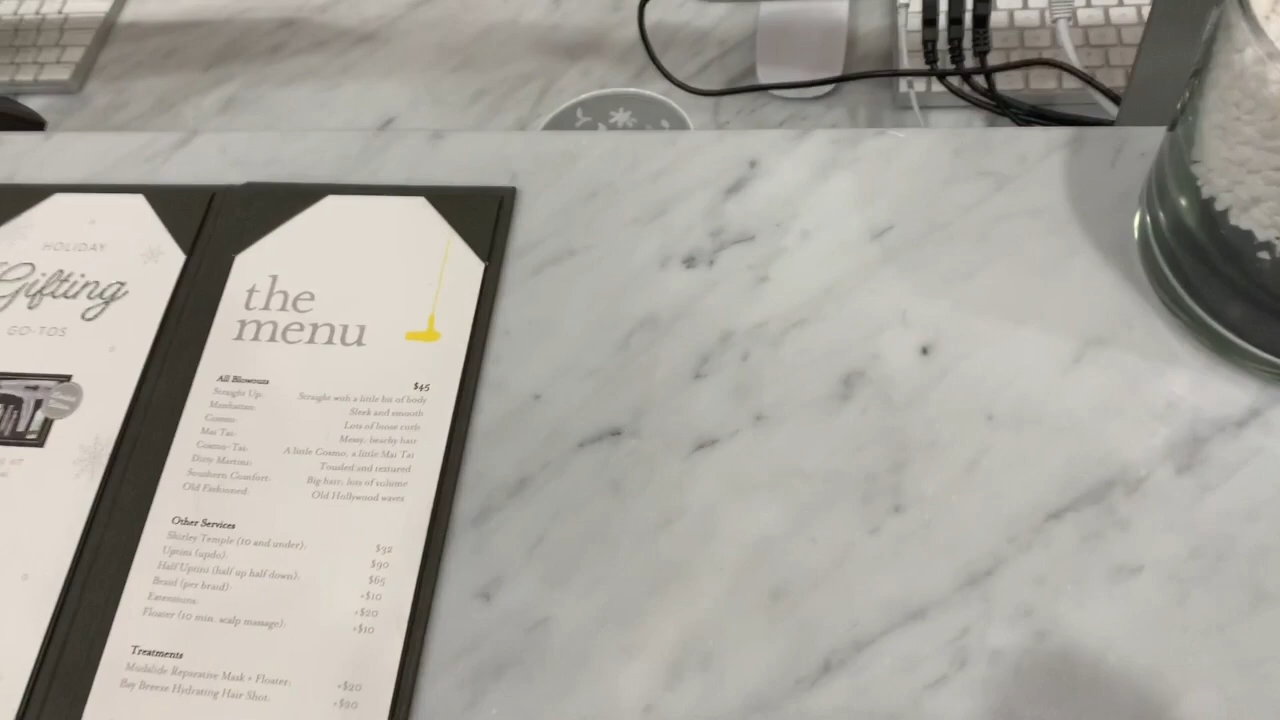 HOLIDAY
Gifting
GO-TOS
the
menu
All Blowouts $45
Straight Up: Straight with a little bit of body
Manhattan: Sleek and smooth
Cosmo: Lots of loose curls
Mai Tai: Messy, beachy hair
Cosmo-Tai: A little Cosmo, a little Mai Tai
Dirty Martini: Tousled and textured
Southern Comfort: Big hair, lots of volume
Old Fashioned: Old Hollywood waves
Other Services
Shirley Temple (10 and under): $32
Uptini (updo): $90
Half Uptini (half up half down): $65
Braid (per braid): +$10
Extensions: +$20
Floater (10 min. scalp massage): +$10
Treatments
Mudslide Reparative Mask + Floater: +$20
Bay Breeze Hydrating Hair Shot: +$20